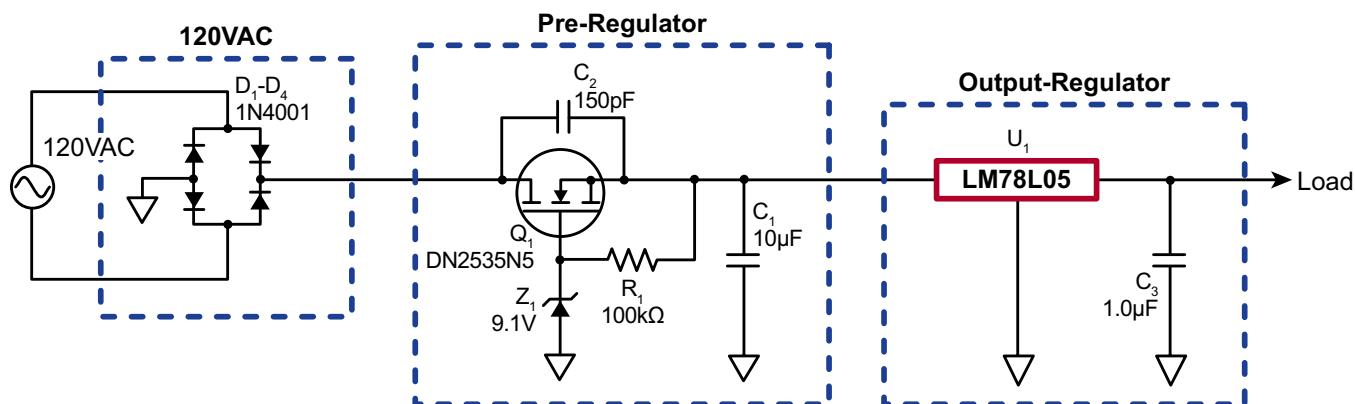 120VAC
D₁-D₄
1N4001
120VAC
Pre-Regulator
C₂
150pF
Q₁
DN2535N5
Z₁
9.1V
R₁
100kΩ
C₁
10µF
Output-Regulator
U₁
LM78L05
C₃
1.0µF
Load